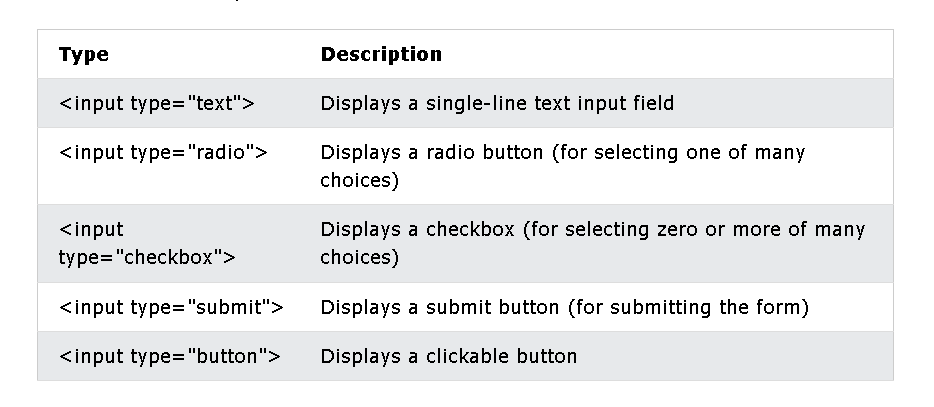 Type Description
<input type="text"> Displays a single-line text input field
<input type="radio"> Displays a radio button (for selecting one of many
choices)
<input Displays a checkbox (for selecting zero or more of many
type="checkbox"> choices)
<input type="submit"> Displays a submit button (for submitting the form)
<input type="button"> Displays a clickable button